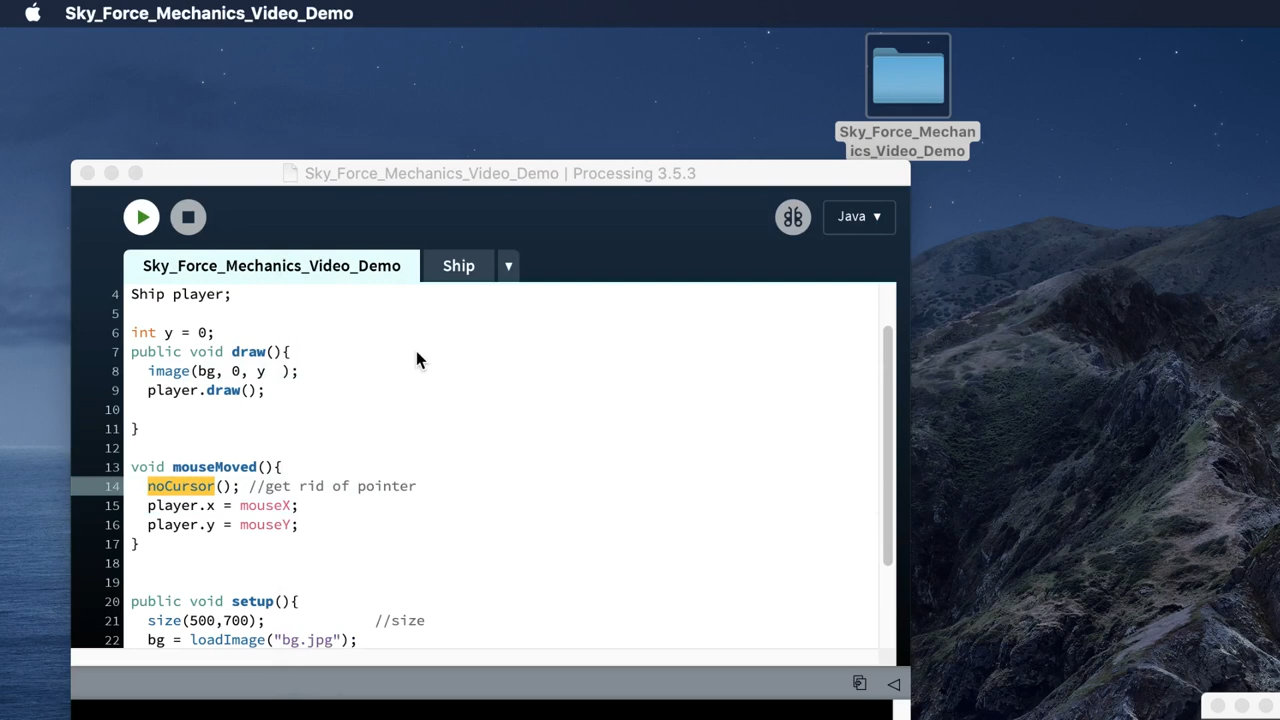 Sky_Force_Mechanics_Video_Demo
Sky_Force_Mechan
ics_Video_Demo
Sky_Force_Mechanics_Video_Demo | Processing 3.5.3
Java ▾
Sky_Force_Mechanics_Video_Demo Ship ▾
4 Ship player;
5
6 int y = 0;
7 public void draw(){
8   image(bg, 0, y  );
9   player.draw();
10
11 }
12
13 void mouseMoved(){
14   noCursor(); //get rid of pointer
15   player.x = mouseX;
16   player.y = mouseY;
17 }
18
19
20 public void setup(){
21   size(500,700);             //size
22   bg = loadImage("bg.jpg");